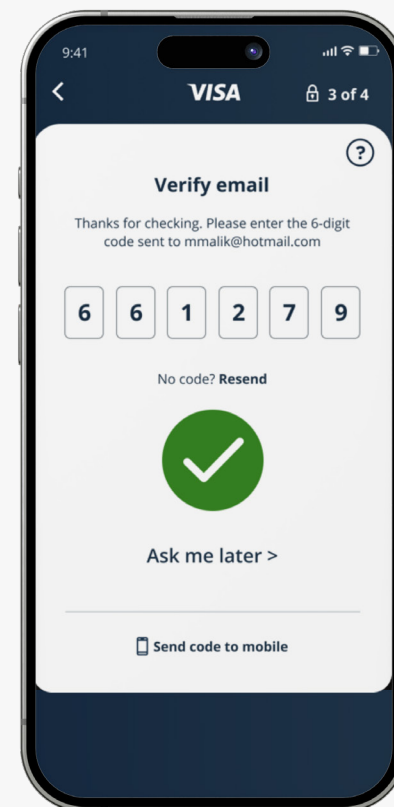 9:41
VISA
3 of 4
?
Verify email
Thanks for checking. Please enter the 6-digit
code sent to mmalik@hotmail.com
6 6 1 2 7 9
No code? Resend
Ask me later >
Send code to mobile